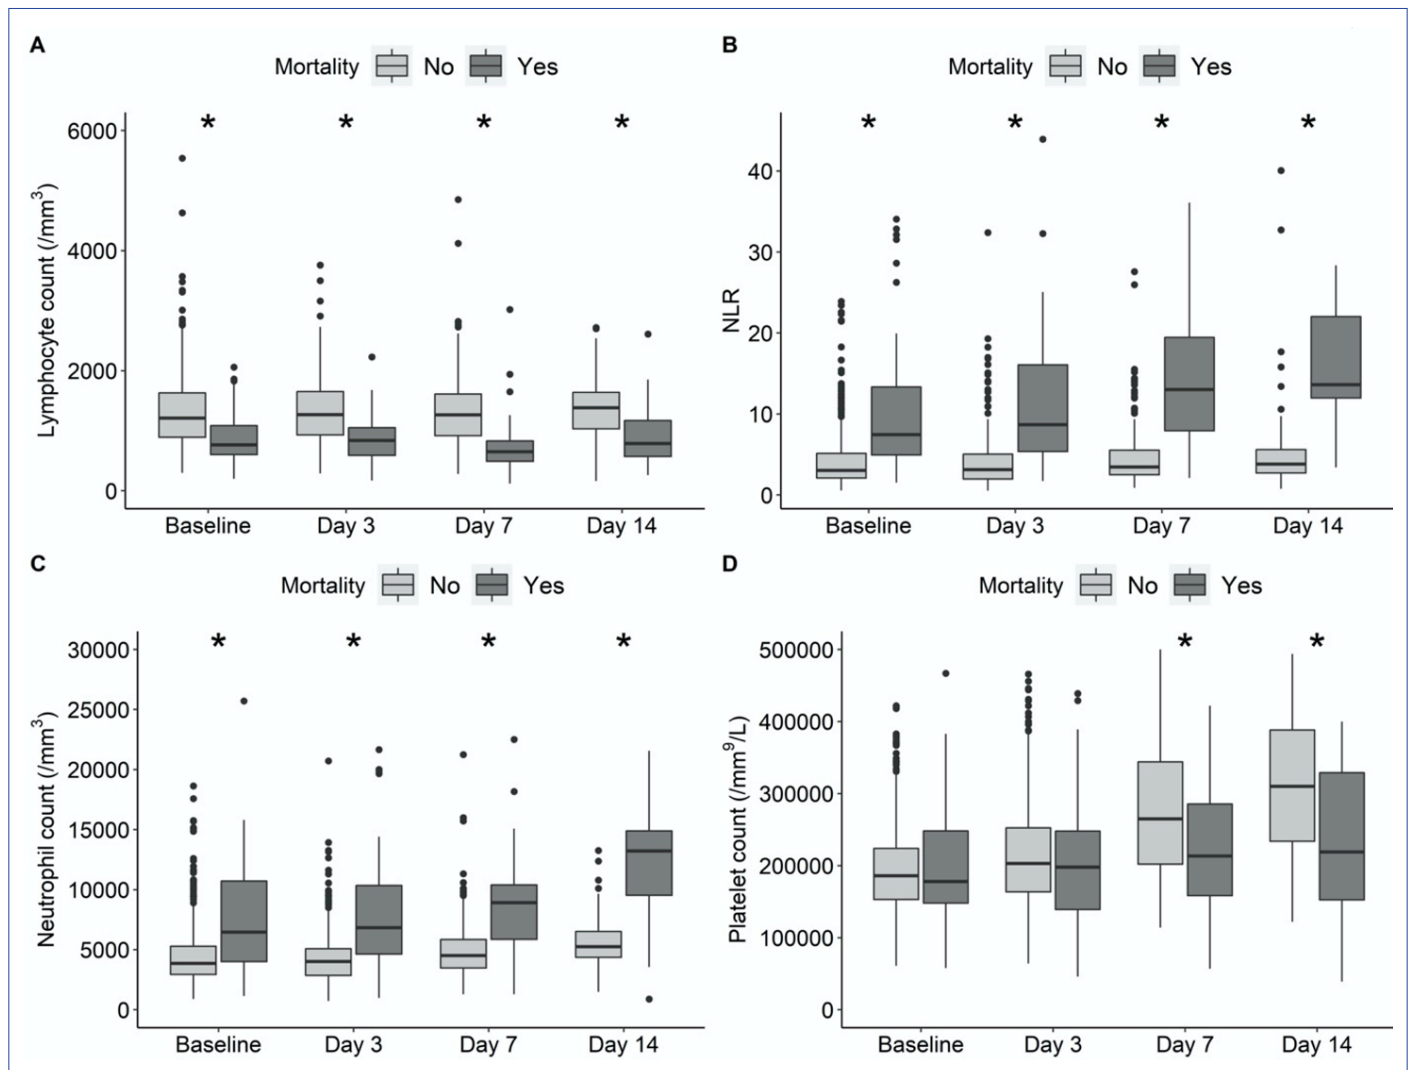 A
Mortality No Yes
* * * *
6000
4000
2000
0
Lymphocyte count (/mm³)
Baseline Day 3 Day 7 Day 14
B
Mortality No Yes
* * * *
40
30
20
10
0
NLR
Baseline Day 3 Day 7 Day 14
C
Mortality No Yes
* * * *
30000
25000
20000
15000
10000
5000
0
Neutrophil count (/mm³)
Baseline Day 3 Day 7 Day 14
D
Mortality No Yes
* *
500000
400000
300000
200000
100000
0
Platelet count (/mm⁹/L)
Baseline Day 3 Day 7 Day 14